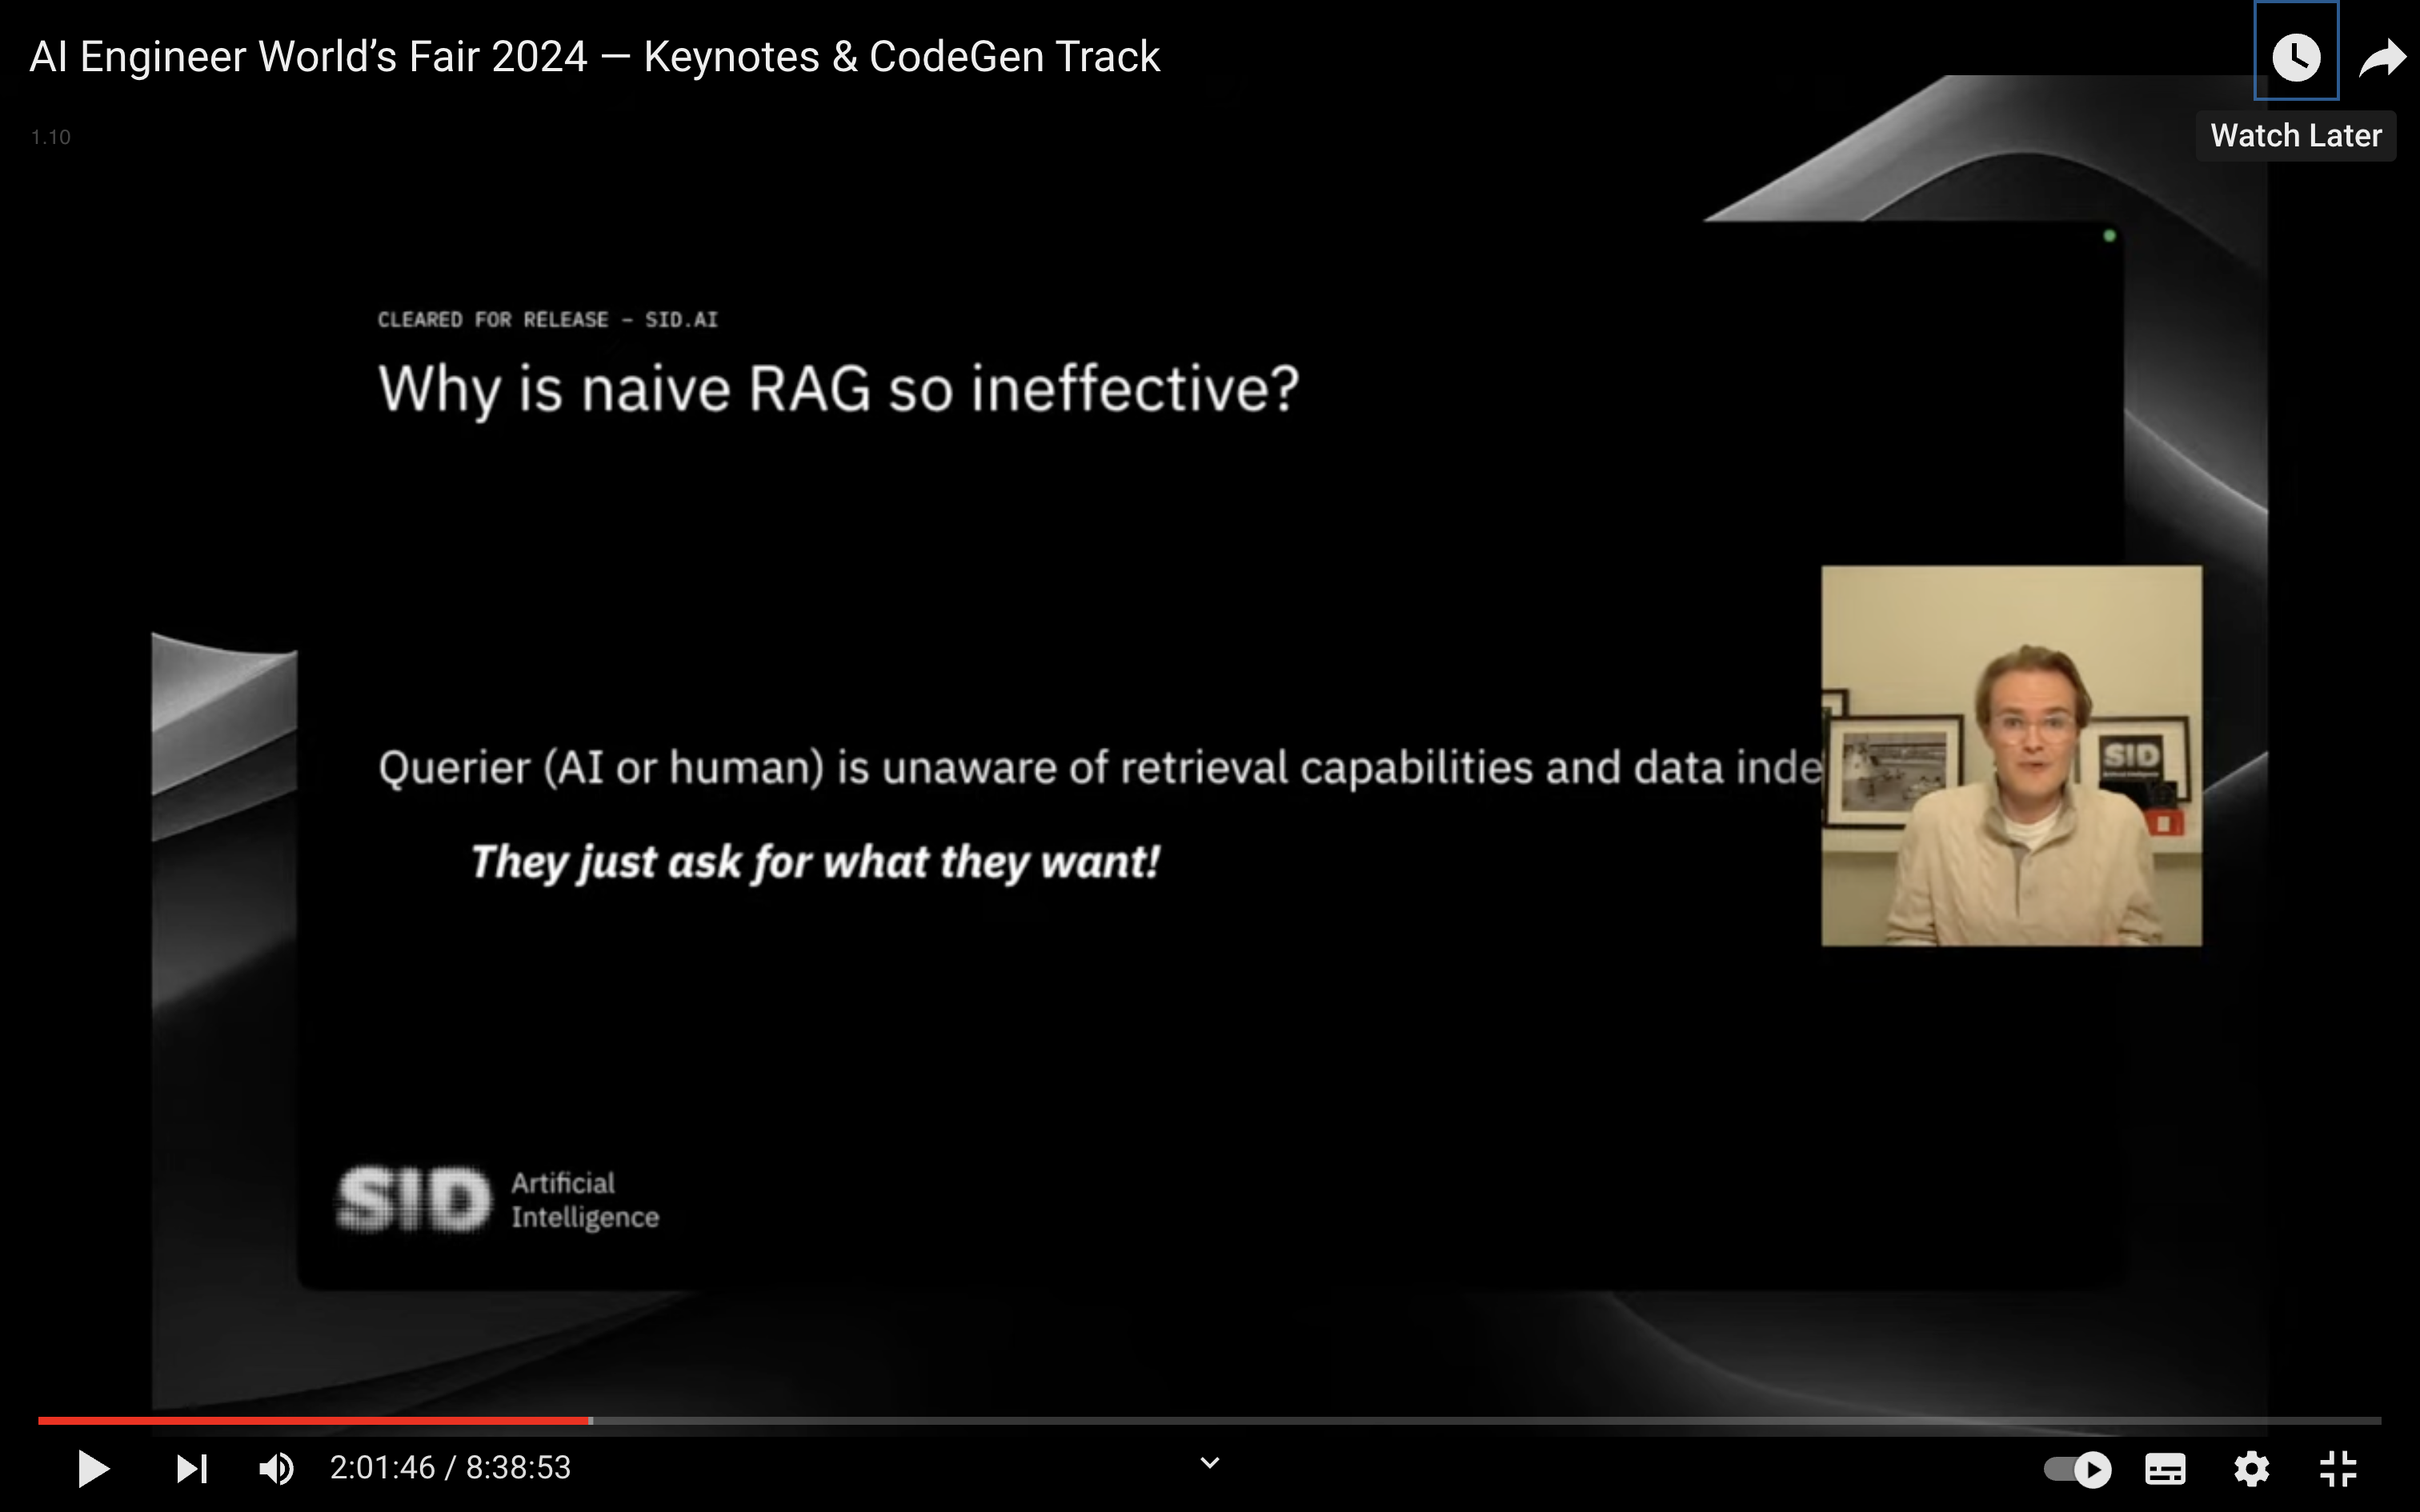 AI Engineer World’s Fair 2024 — Keynotes & CodeGen Track
Watch Later
1.10
CLEARED FOR RELEASE – SID.AI
Why is naive RAG so ineffective?
Querier (AI or human) is unaware of retrieval capabilities and data inde
They just ask for what they want!
SID
SID Artificial
Intelligence
2:01:46 / 8:38:53